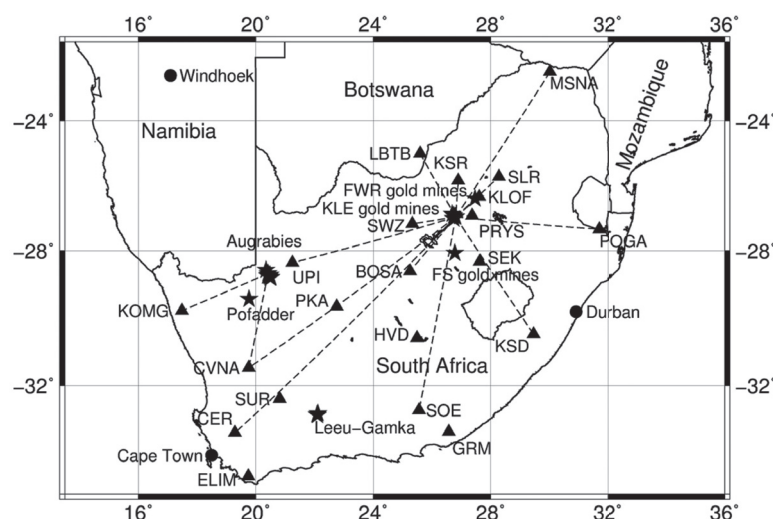 16° 20° 24° 28° 32° 36°
Windhoek
MSNA
Botswana
Mozambique
−24° −24°
Namibia
LBTB
KSR
SLR
FWR gold mines
KLOF
KLE gold mines
SWZ
PRYS
POGA
Augrabies
−28° −28°
UPI
BOSA
SEK
FS gold mines
KOMG
Pofadder
PKA
Durban
HVD
KSD
CVNA
South Africa
−32° −32°
SUR
SOE
CER
Leeu−Gamka
GRM
Cape Town
ELIM
16° 20° 24° 28° 32° 36°